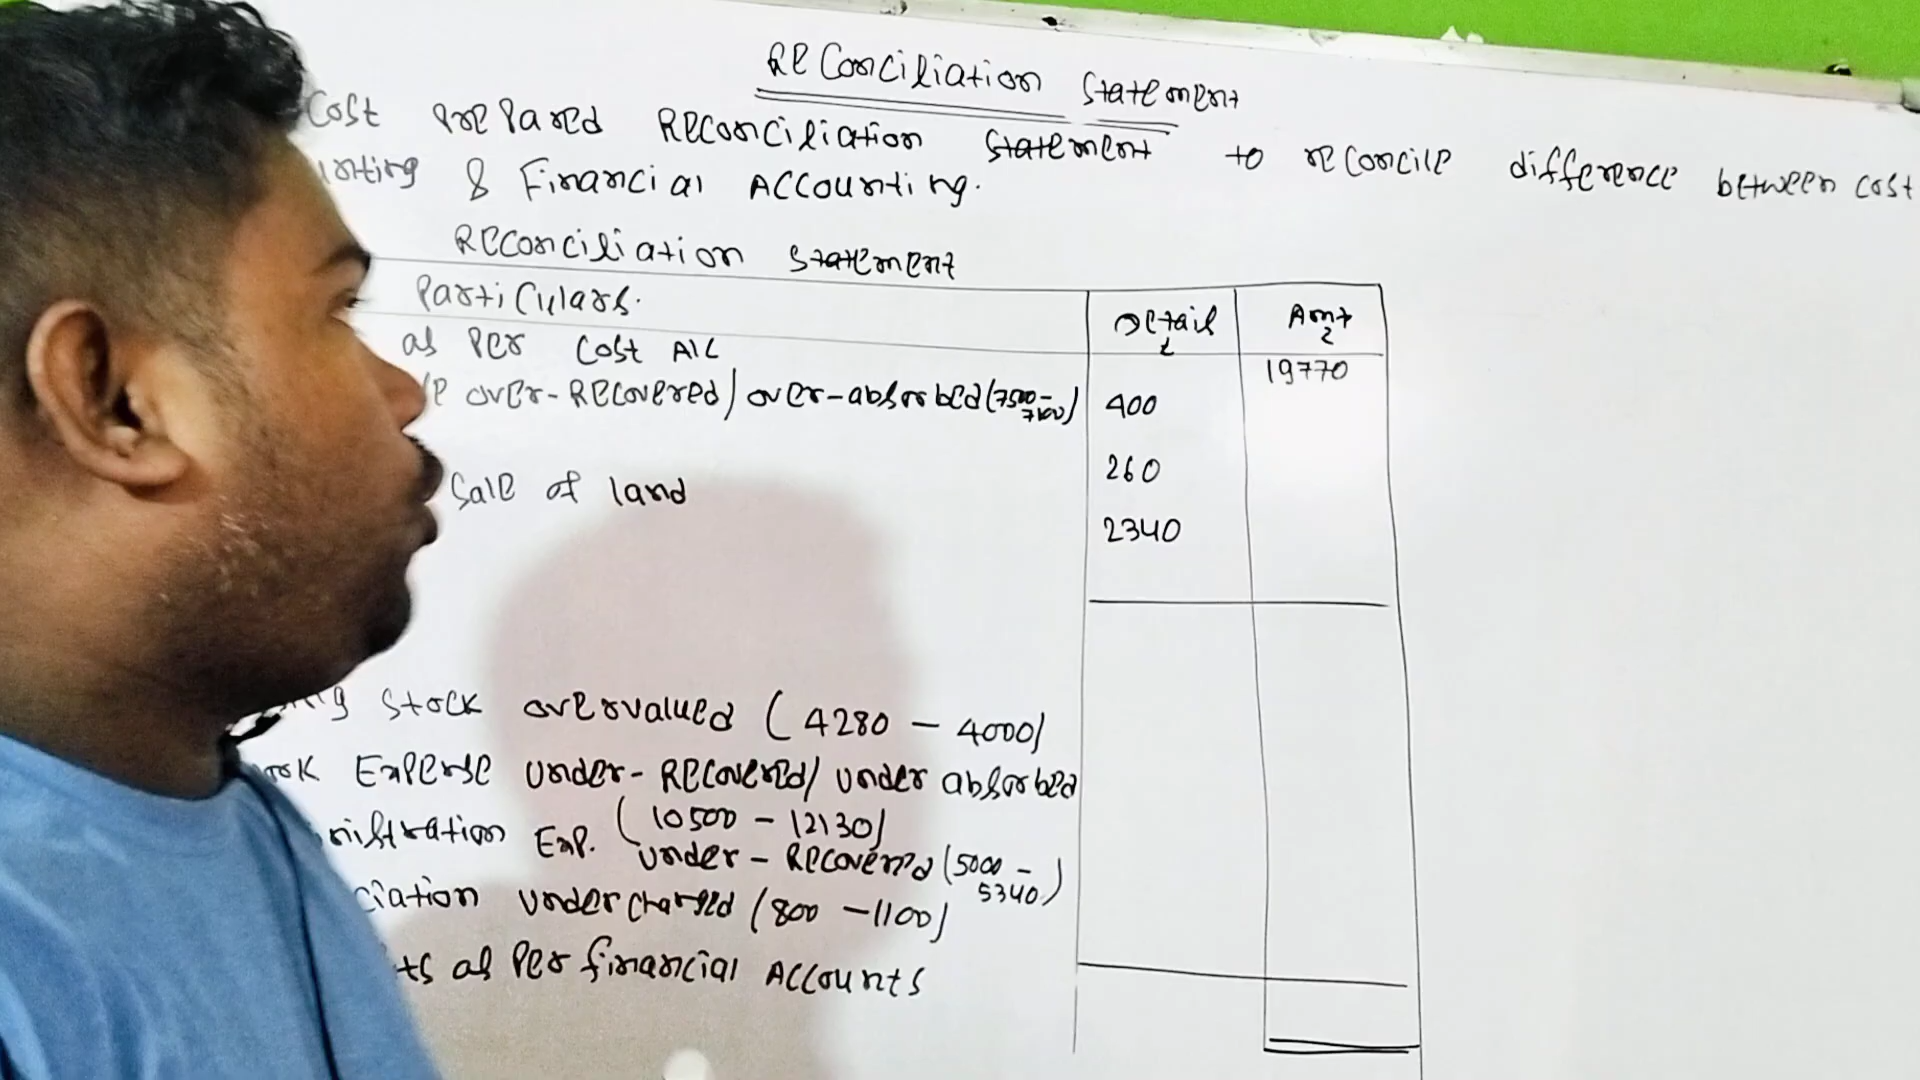 Reconciliation Statement
Cost Prepared Reconciliation Statement to reconcile difference between cost
unting & Financial Accounting.
Reconciliation Statement
Particulars. Detail Amt
as Per Cost A/C 19770
over-Recovered/over-absorbed (7500-7100) 400
260
Sale of land
2340
stock overvalued (4280 - 4000)
ork Expense under-Recovered/under absorbed
(10500 - 12130)
nistration Exp. under-Recovered (5000 - 5340)
ciation undercharged (800 - 1100)
ts as Per financial Accounts